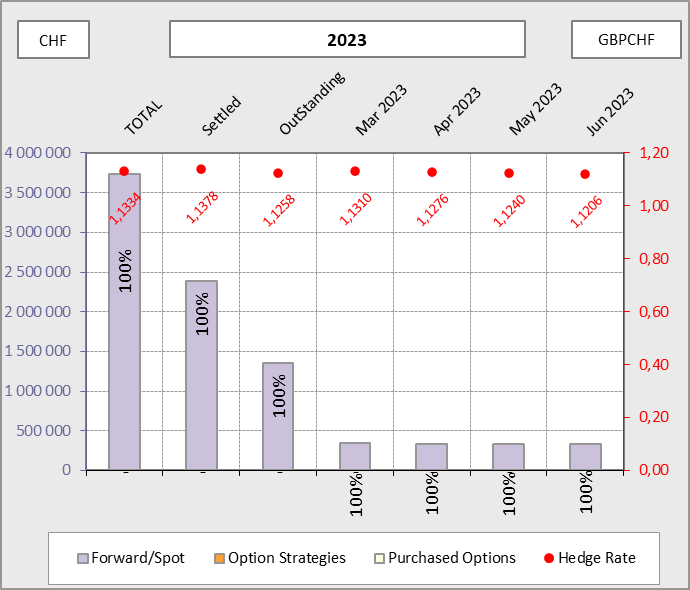 CHF
2023
GBPCHF
TOTAL
Settled
OutStanding
Mar 2023
Apr 2023
May 2023
Jun 2023
4 000 000
3 500 000
3 000 000
2 500 000
2 000 000
1 500 000
1 000 000
500 000
0
1,20
1,00
0,80
0,60
0,40
0,20
0,00
1,1334
1,1378
1,1258
1,1310
1,1276
1,1240
1,1206
100%
100%
100%
-
-
-
100%
100%
100%
100%
Forward/Spot
Option Strategies
Purchased Options
Hedge Rate